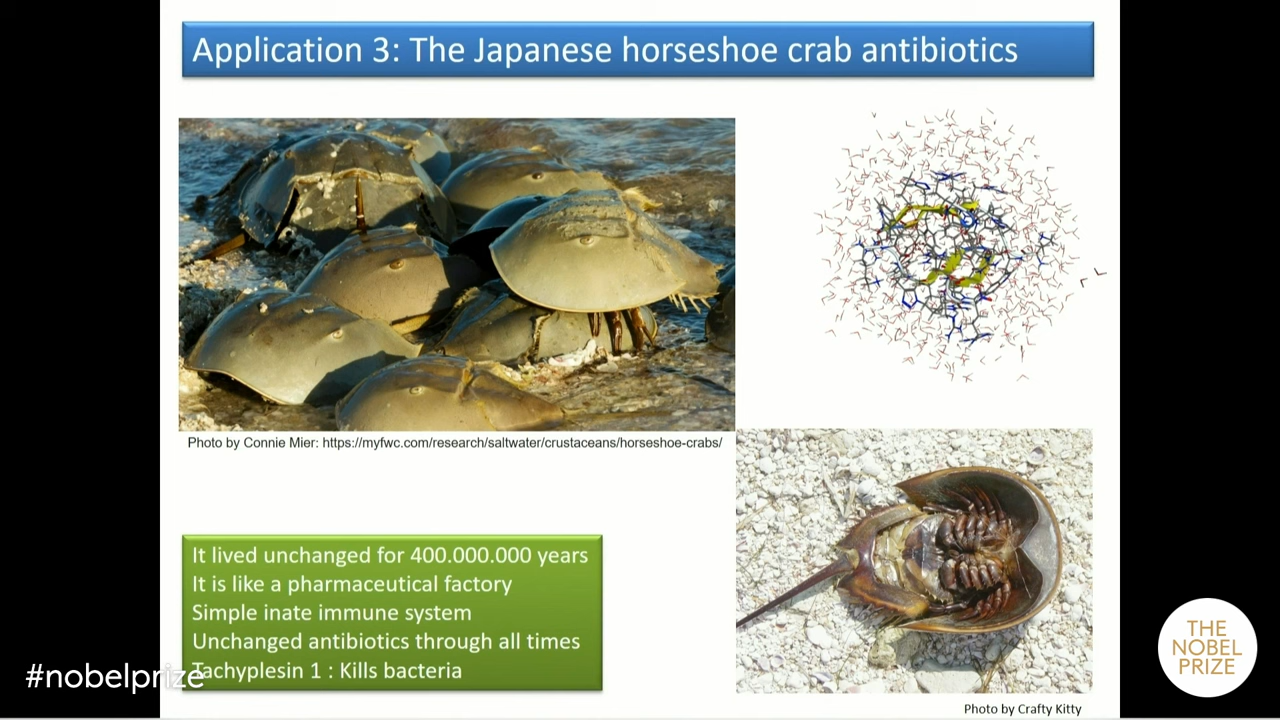 Application 3: The Japanese horseshoe crab antibiotics
Photo by Connie Mier: https://myfwc.com/research/saltwater/crustaceans/horseshoe-crabs/
It lived unchanged for 400.000.000 years
It is like a pharmaceutical factory
Simple inate immune system
Unchanged antibiotics through all times
Tachyplesin 1 : Kills bacteria
#nobelprize
THE
NOBEL
PRIZE
Photo by Crafty Kitty